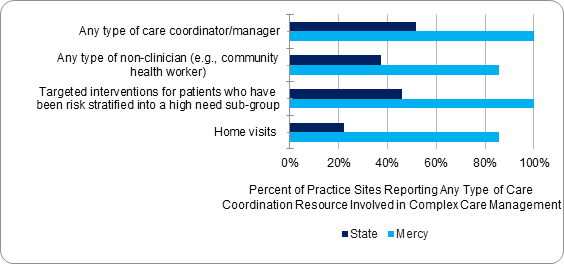 Any type of care coordinator/manager
Any type of non-clinician (e.g., community
health worker)
Targeted interventions for patients who have
been risk stratified into a high need sub-group
Home visits
0% 20% 40% 60% 80% 100%
Percent of Practice Sites Reporting Any Type of Care
Coordination Resource Involved in Complex Care Management
State Mercy